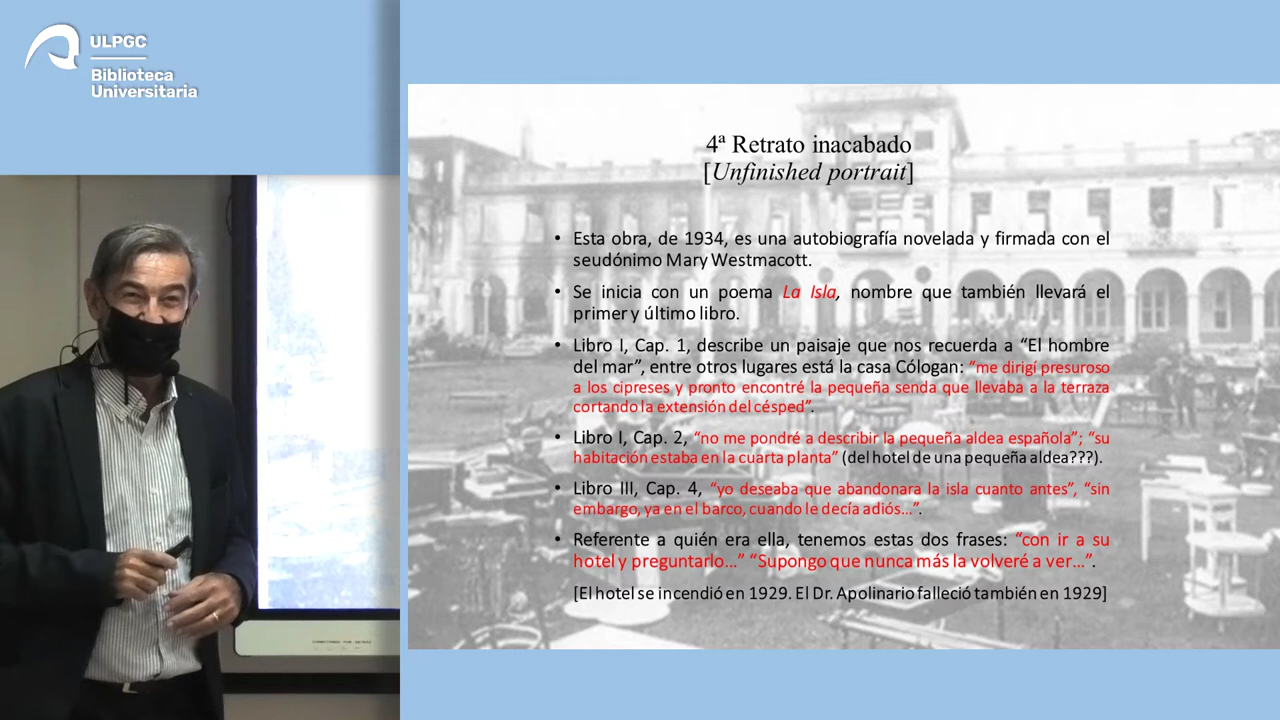 ULPGC
Biblioteca
Universitaria
4ª Retrato inacabado
[Unfinished portrait]
• Esta obra, de 1934, es una autobiografía novelada y firmada con el
seudónimo Mary Westmacott.
• Se inicia con un poema La Isla, nombre que también llevará el
primer y último libro.
• Libro I, Cap. 1, describe un paisaje que nos recuerda a “El hombre
del mar”, entre otros lugares está la casa Cólogan: “me dirigí presuroso
a los cipreses y pronto encontré la pequeña senda que llevaba a la terraza
cortando la extensión del césped”.
• Libro I, Cap. 2, “no me pondré a describir la pequeña aldea española”; “su
habitación estaba en la cuarta planta” (del hotel de una pequeña aldea???).
• Libro III, Cap. 4, “yo deseaba que abandonara la isla cuanto antes”, “sin
embargo, ya en el barco, cuando le decía adiós...”.
• Referente a quién era ella, tenemos estas dos frases: “con ir a su
hotel y preguntarlo...” “Supongo que nunca más la volveré a ver...”.
[El hotel se incendió en 1929. El Dr. Apolinario falleció también en 1929]